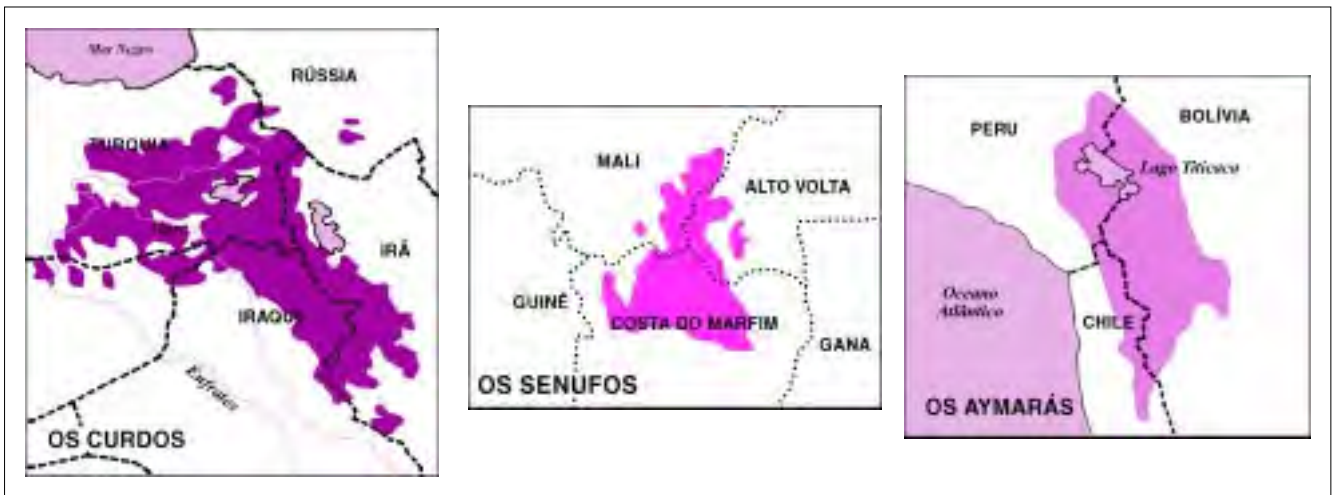 Mar Negro
RÚSSIA
TURQUIA
IRÃ
IRAQUE
Eufrates
OS CURDOS
MALI
ALTO VOLTA
GUINÉ
COSTA DO MARFIM
GANA
OS SENUFOS
PERU
BOLÍVIA
Lago Titicaca
Oceano
Atlântico
CHILE
OS AYMARÁS